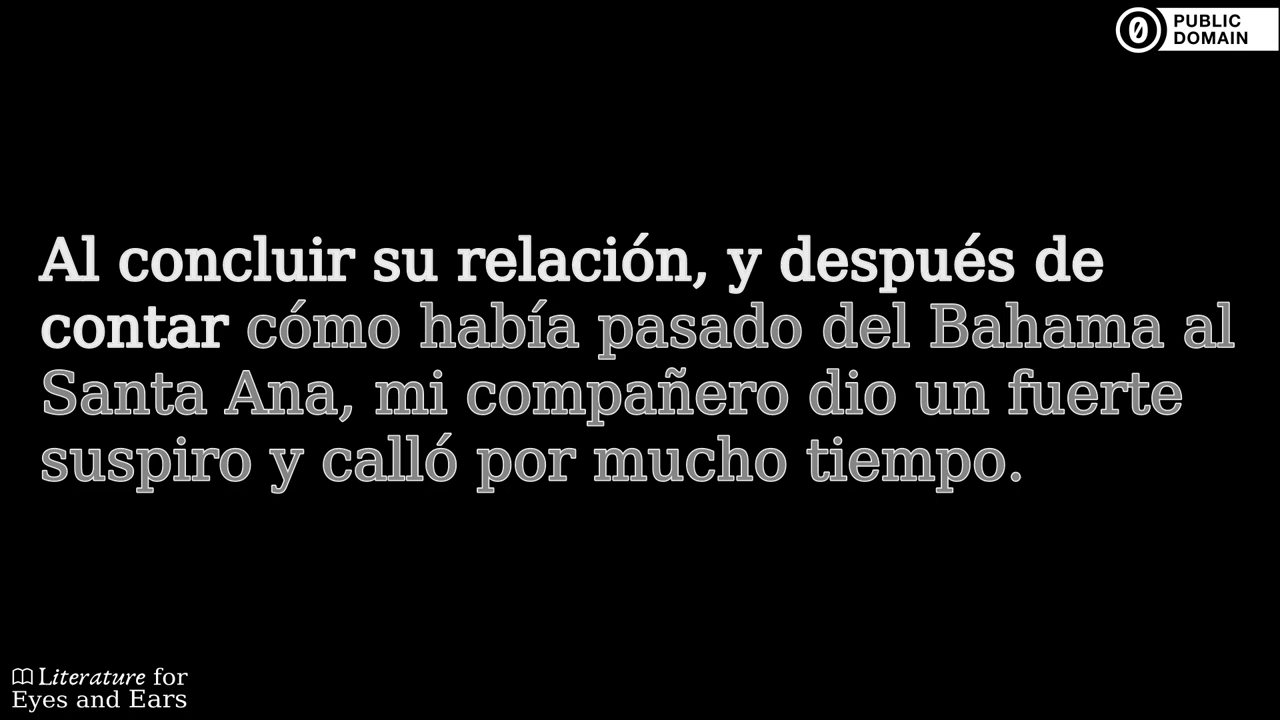 PUBLIC
DOMAIN
Al concluir su relación, y después de
contar cómo había pasado del Bahama al
Santa Ana, mi compañero dio un fuerte
suspiro y calló por mucho tiempo.
Literature for
Eyes and Ears